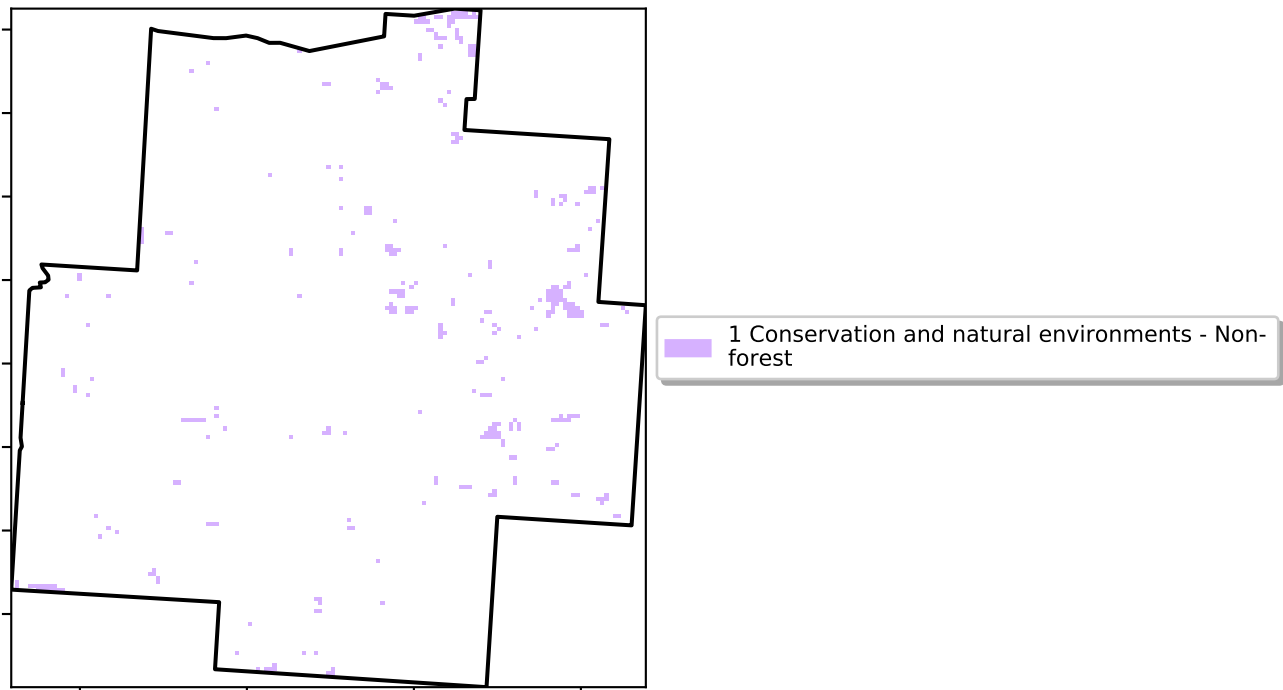 1 Conservation and natural environments - Non-
forest